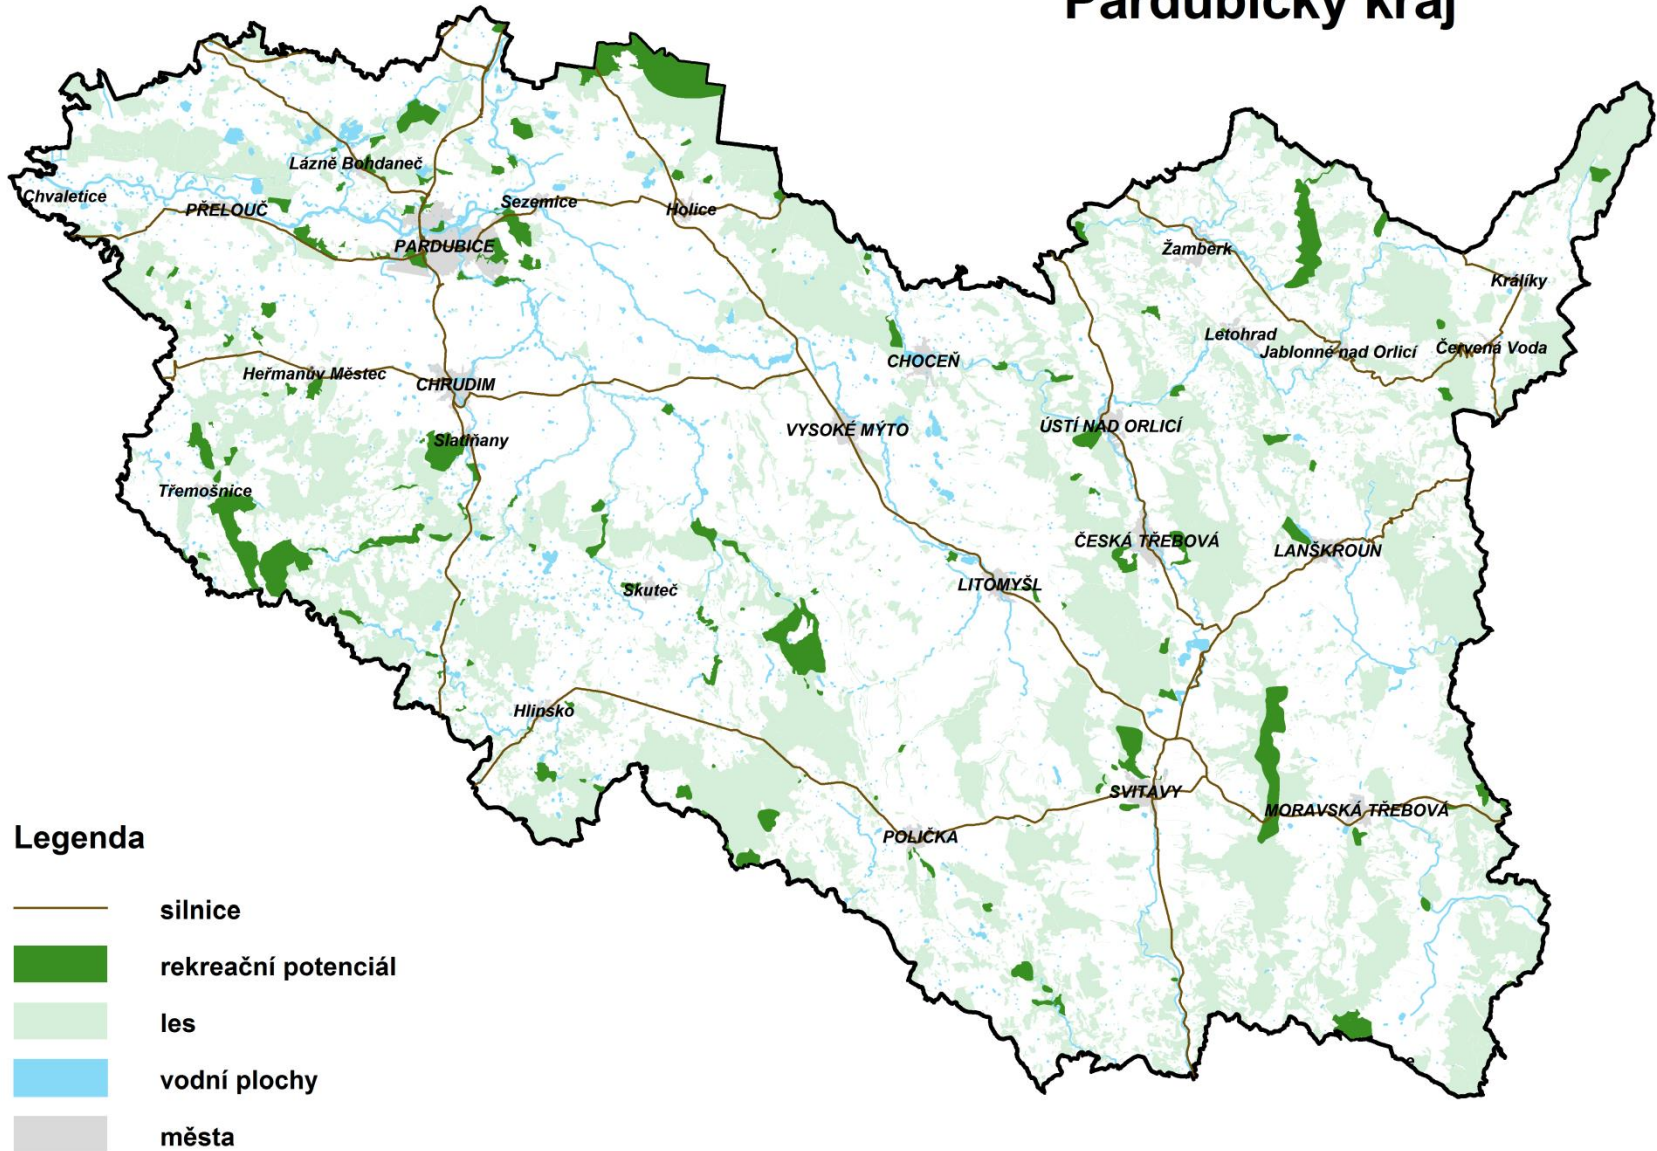 Pardubický kraj
Lázně Bohdaneč
Chvaletice
PŘELOUČ
Sezemice
Holice
PARDUBICE
Žamberk
Králíky
Letohrad
Jablonné nad Orlicí
Červená Voda
CHOCEŇ
Heřmanův Městec
CHRUDIM
Slatiňany
VYSOKÉ MÝTO
ÚSTÍ NAD ORLICÍ
Třemošnice
ČESKÁ TŘEBOVÁ
LANŠKROUN
Skuteč
LITOMYŠL
Hlinsko
SVITAVY
MORAVSKÁ TŘEBOVÁ
POLIČKA
Legenda
silnice
rekreační potenciál
les
vodní plochy
města